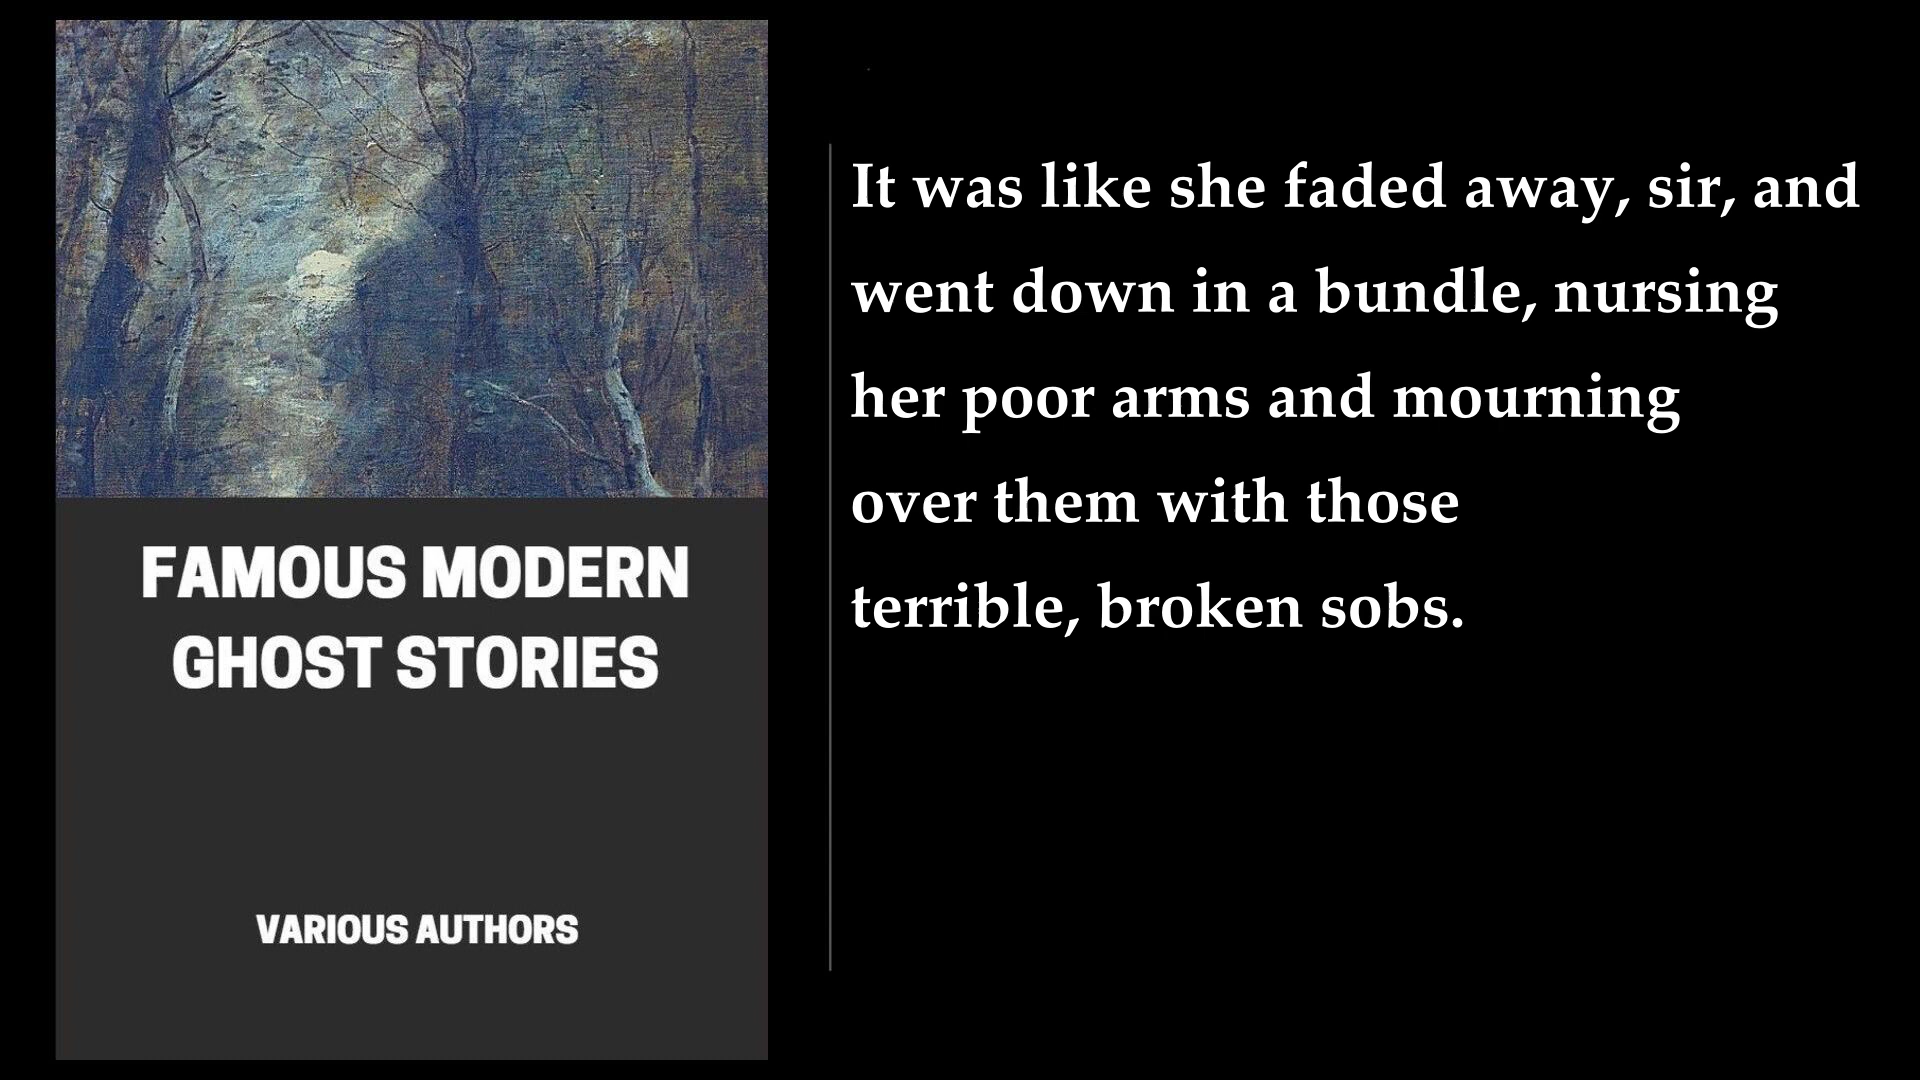 FAMOUS MODERN
GHOST STORIES
VARIOUS AUTHORS
It was like she faded away, sir, and
went down in a bundle, nursing
her poor arms and mourning
over them with those
terrible, broken sobs.